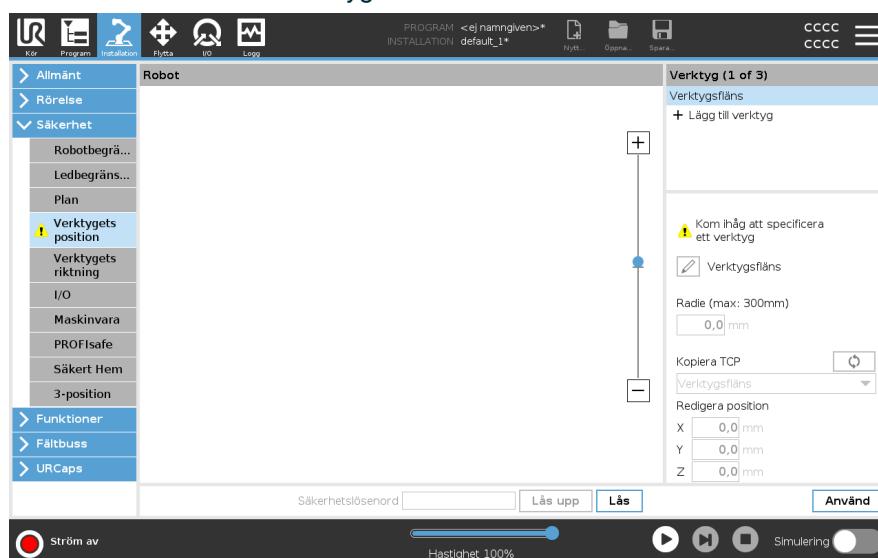 Kör Program Installation Flytta I/O Logg
PROGRAM <ej namngiven>*
INSTALLATION default_1*
Nytt... Öppna... Spara...
cccc
cccc
Allmänt
Rörelse
Säkerhet
Robotbegrä...
Ledbegräns...
Plan
Verktygets
position
Verktygets
riktning
I/O
Maskinvara
PROFIsafe
Säkert Hem
3-position
Funktioner
Fältbuss
URCaps
Robot
+
−
Säkerhetslösenord Lås upp Lås
Verktyg (1 of 3)
Verktygsfläns
+ Lägg till verktyg
Kom ihåg att specificera
ett verktyg
Verktygsfläns
Radie (max: 300mm)
0,0 mm
Kopiera TCP
Verktygsfläns
Redigera position
X 0,0 mm
Y 0,0 mm
Z 0,0 mm
Använd
Ström av
Hastighet 100%
Simulering